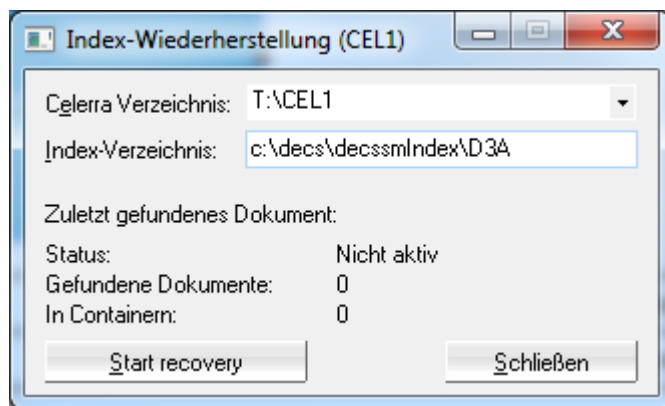 Index-Wiederherstellung (CEL1)
Celerra Verzeichnis: T:\CEL1
Index-Verzeichnis: c:\decs\decssmIndex\D3A
Zuletzt gefundenes Dokument:
Status: Nicht aktiv
Gefundene Dokumente: 0
In Containern: 0
Start recovery Schließen